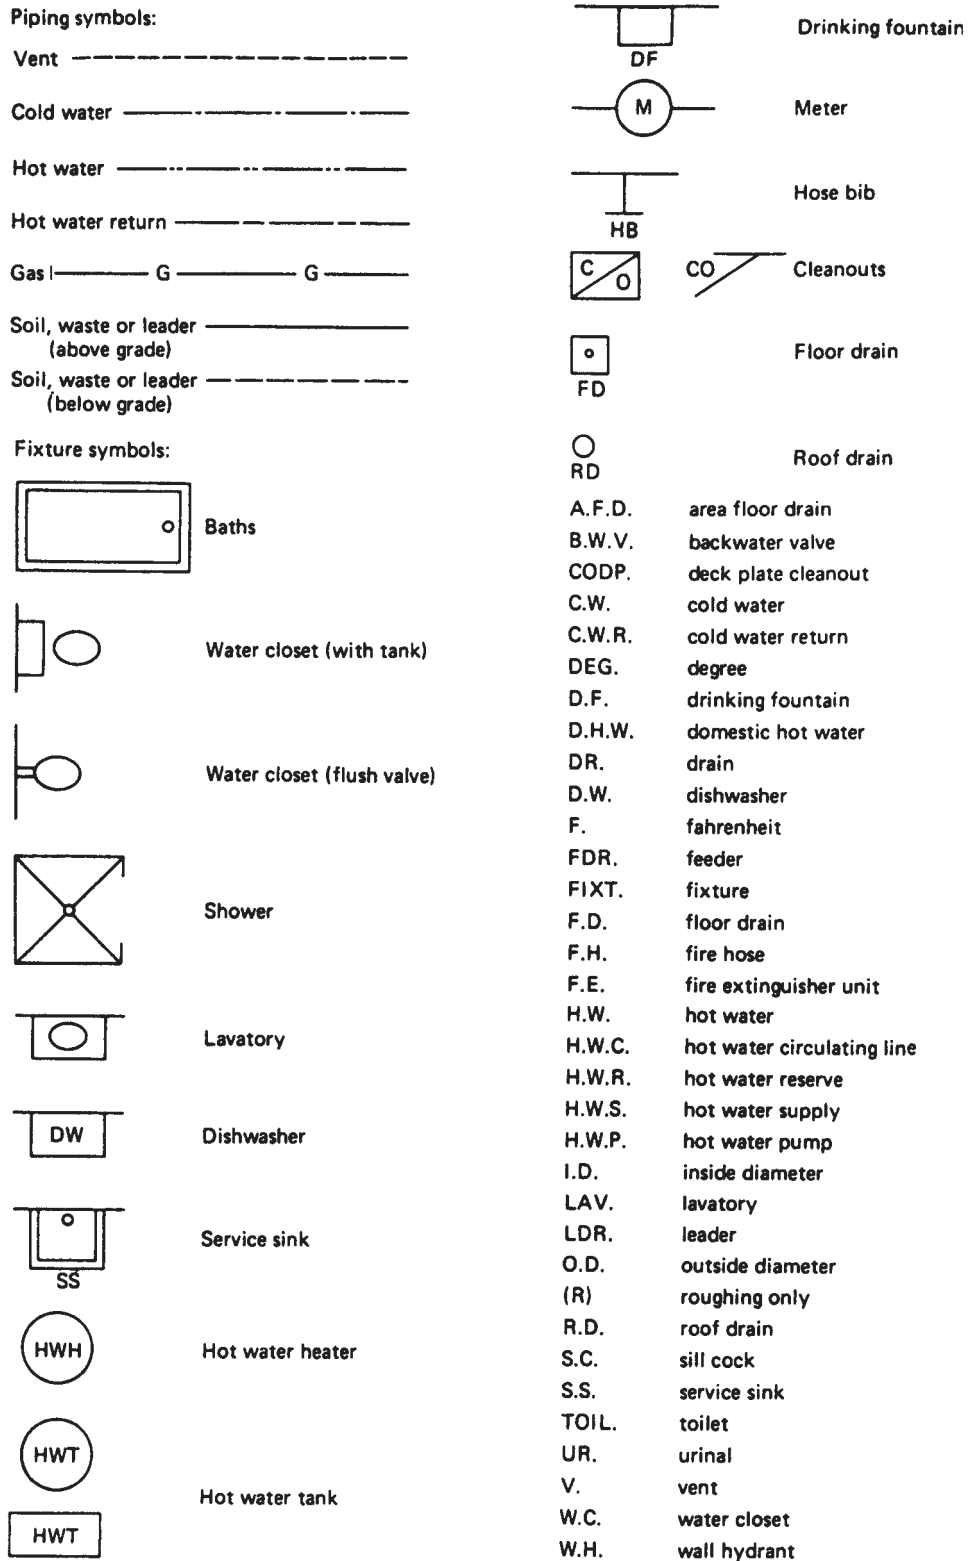 Piping symbols:
Vent
Cold water
Hot water
Hot water return
Gas G G
Soil, waste or leader
(above grade)
Soil, waste or leader
(below grade)
Fixture symbols:
Baths
Water closet (with tank)
Water closet (flush valve)
Shower
Lavatory
DW Dishwasher
Service sink
SS
HWH Hot water heater
HWT
Hot water tank
HWT
Drinking fountain
DF
M Meter
Hose bib
HB
C O CO Cleanouts
Floor drain
FD
Roof drain
RD
A.F.D. area floor drain
B.W.V. backwater valve
CODP. deck plate cleanout
C.W. cold water
C.W.R. cold water return
DEG. degree
D.F. drinking fountain
D.H.W. domestic hot water
DR. drain
D.W. dishwasher
F. fahrenheit
FDR. feeder
FIXT. fixture
F.D. floor drain
F.H. fire hose
F.E. fire extinguisher unit
H.W. hot water
H.W.C. hot water circulating line
H.W.R. hot water reserve
H.W.S. hot water supply
H.W.P. hot water pump
I.D. inside diameter
LAV. lavatory
LDR. leader
O.D. outside diameter
(R) roughing only
R.D. roof drain
S.C. sill cock
S.S. service sink
TOIL. toilet
UR. urinal
V. vent
W.C. water closet
W.H. wall hydrant